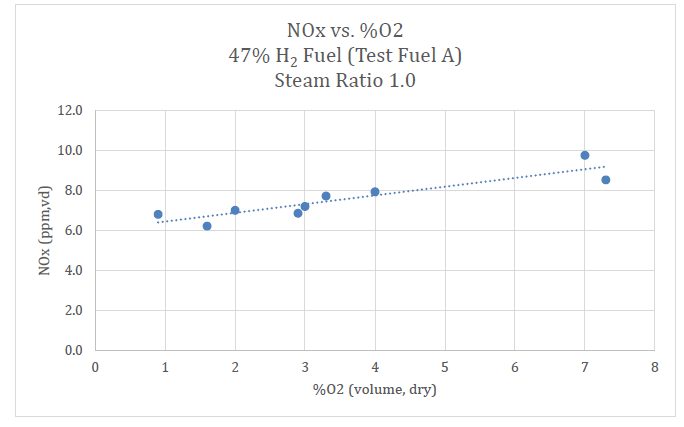 NOx vs. %O2
47% H₂ Fuel (Test Fuel A)
Steam Ratio 1.0
12.0
10.0
8.0
6.0
4.0
2.0
0.0
NOx (ppm,vd)
0 1 2 3 4 5 6 7 8
%O2 (volume, dry)